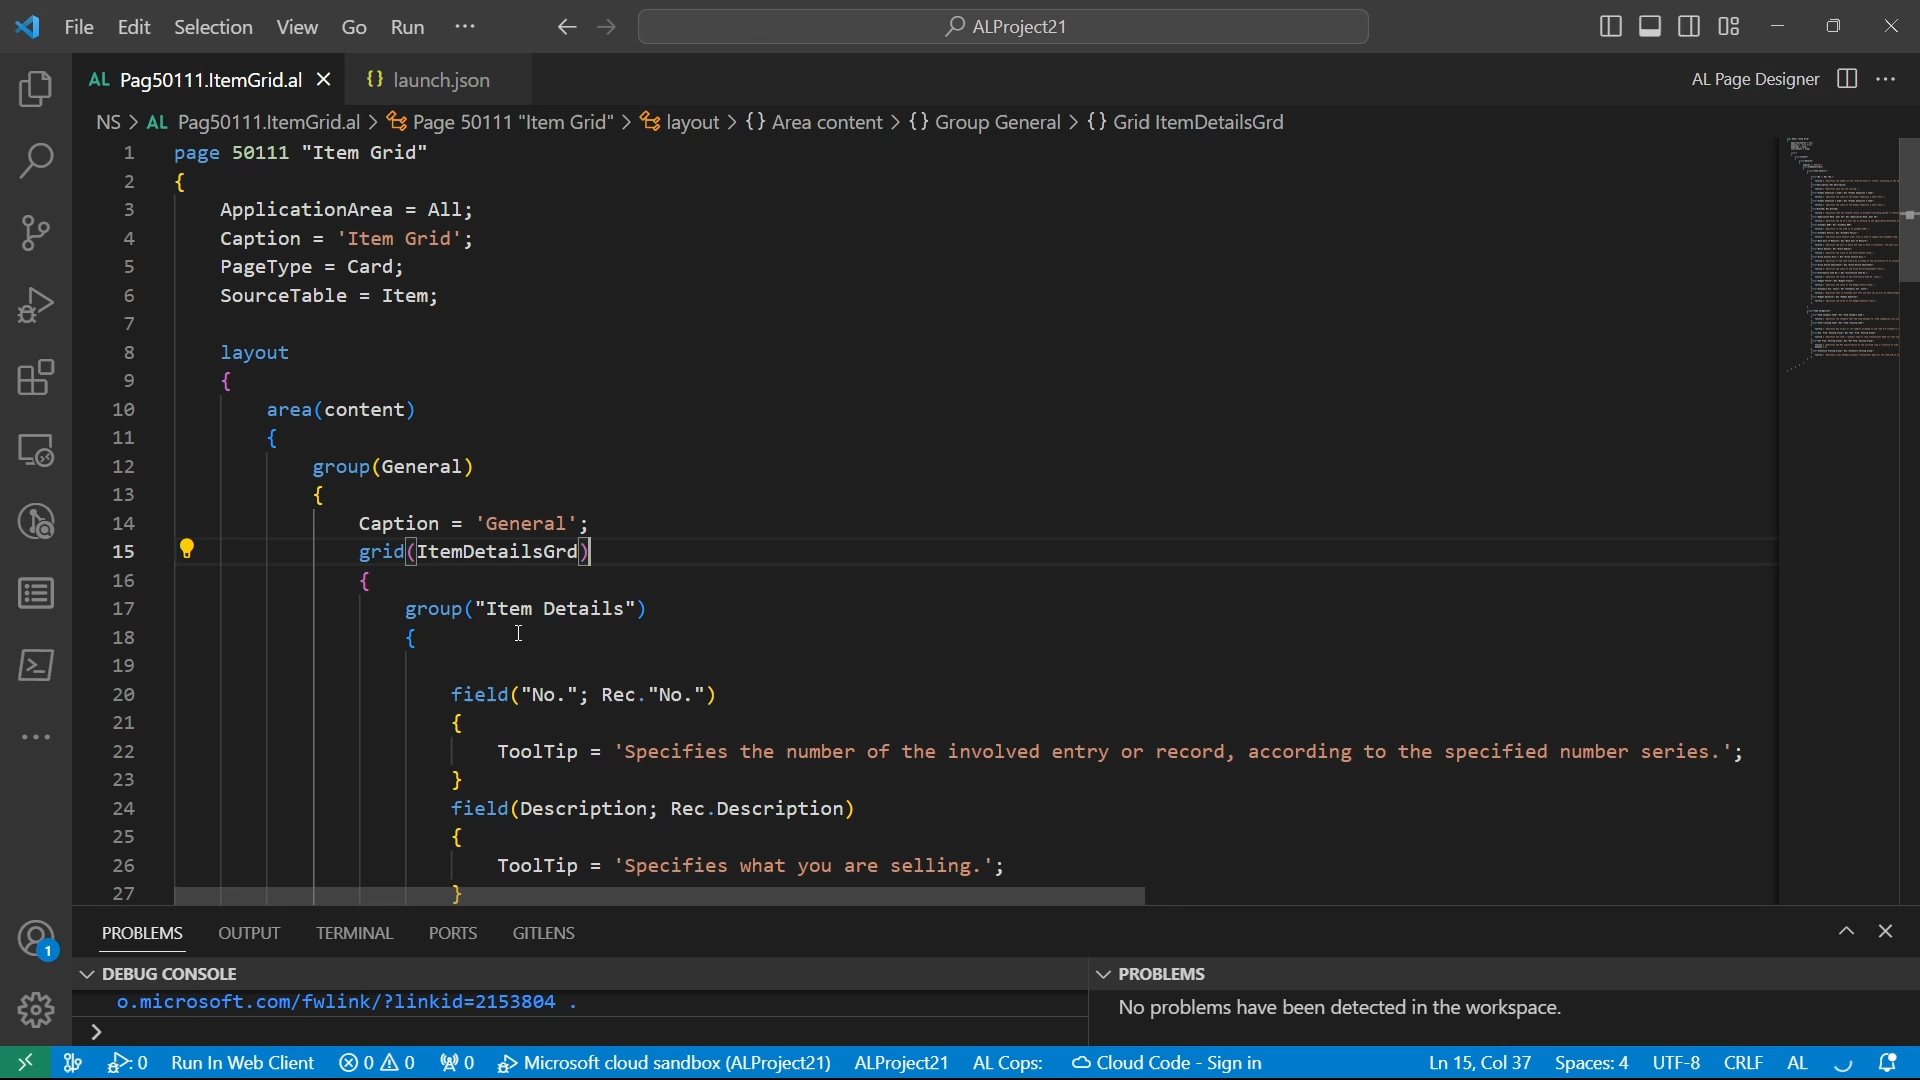 File Edit Selection View Go Run ··· ALProject21
AL Pag50111.ItemGrid.al {} launch.json AL Page Designer ···
NS > AL Pag50111.ItemGrid.al > Page 50111 "Item Grid" > layout > {} Area content > {} Group General > {} Grid ItemDetailsGrd
1 page 50111 "Item Grid"
2 {
3 ApplicationArea = All;
4 Caption = 'Item Grid';
5 PageType = Card;
6 SourceTable = Item;
7
8 layout
9 {
10 area(content)
11 {
12 group(General)
13 {
14 Caption = 'General';
15 grid(ItemDetailsGrd)
16 {
17 group("Item Details")
18 {
19
20 field("No."; Rec."No.")
21 {
22 ToolTip = 'Specifies the number of the involved entry or record, according to the specified number series.';
23 }
24 field(Description; Rec.Description)
25 {
26 ToolTip = 'Specifies what you are selling.';
27 }
PROBLEMS OUTPUT TERMINAL PORTS GITLENS
DEBUG CONSOLE
o.microsoft.com/fwlink/?linkid=2153804 .
>
PROBLEMS
No problems have been detected in the workspace.
1
0 Run In Web Client 0 0 0 Microsoft cloud sandbox (ALProject21) ALProject21 AL Cops: Cloud Code - Sign in Ln 15, Col 37 Spaces: 4 UTF-8 CRLF AL